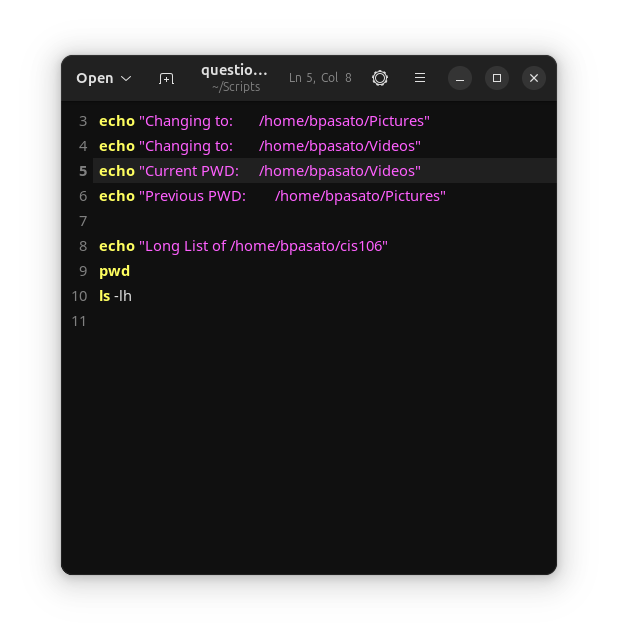 Open
questio...
~/Scripts
Ln 5, Col 8
3 echo "Changing to:      /home/bpasato/Pictures"
4 echo "Changing to:      /home/bpasato/Videos"
5 echo "Current PWD:     /home/bpasato/Videos"
6 echo "Previous PWD:       /home/bpasato/Pictures"
7
8 echo "Long List of /home/bpasato/cis106"
9 pwd
10 ls -lh
11